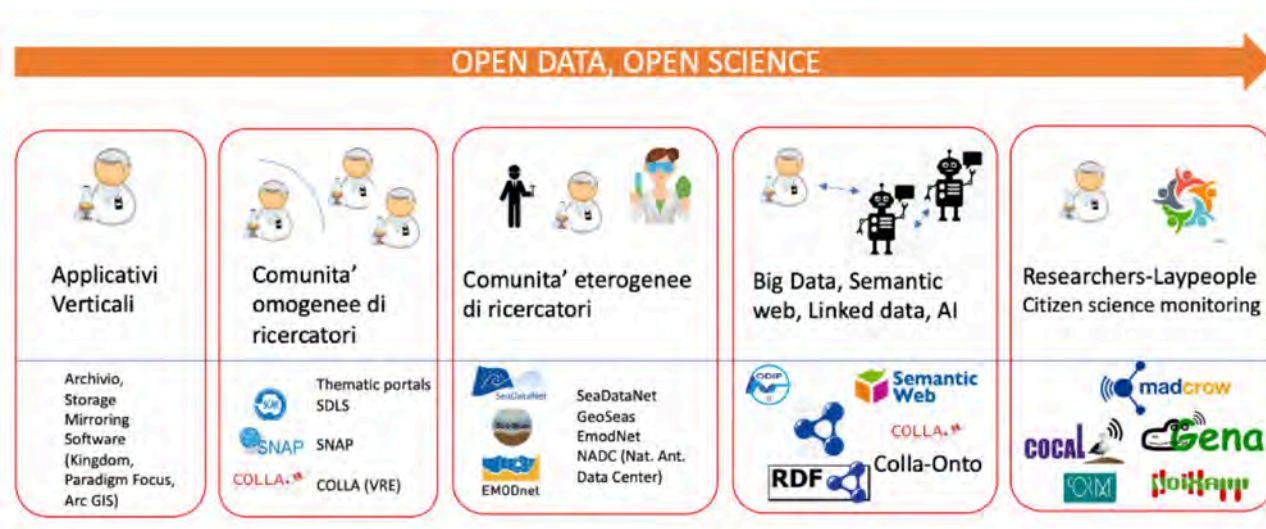 OPEN DATA, OPEN SCIENCE
Applicativi
Verticali
Archivio,
Storage
Mirroring
Software
(Kingdom,
Paradigm Focus,
Arc GIS)
Comunita’
omogenee di
ricercatori
Thematic portals
SDLS
SNAP
SNAP
COLLA
COLLA (VRE)
Comunita’ eterogenee
di ricercatori
SeaDataNet
EMODnet
SeaDataNet
GeoSeas
EmodNet
NADC (Nat. Ant.
Data Center)
Big Data, Semantic
web, Linked data, AI
ODIP
Semantic
Web
COLLA
Colla-Onto
RDF
Researchers-Laypeople
Citizen science monitoring
madcrow
COCAL
Gena